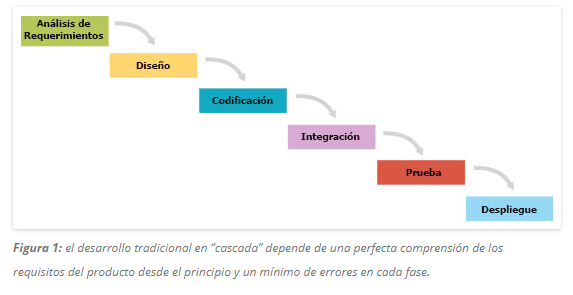 Análisis de
Requerimientos
Diseño
Codificación
Integración
Prueba
Despliegue
Figura 1: el desarrollo tradicional en “cascada” depende de una perfecta comprensión de los
requisitos del producto desde el principio y un mínimo de errores en cada fase.